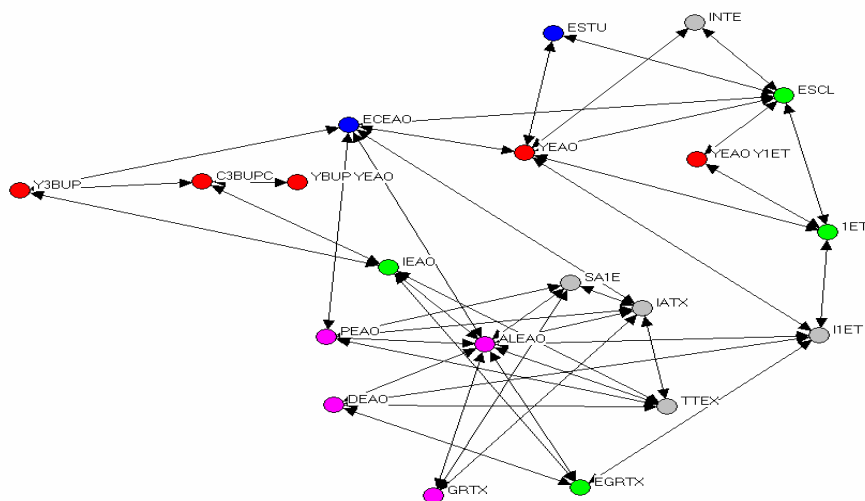 INTE
ESTU
ESCL
ECEAO
YEAO
YEAO Y1ET
C3BUPC
YBUP YEAO
Y3BUP
1ET
IEAO
SA1E
IATX
PEAO
ALEAO
I1ET
DEAO
TTEX
EGRTX
GRTX